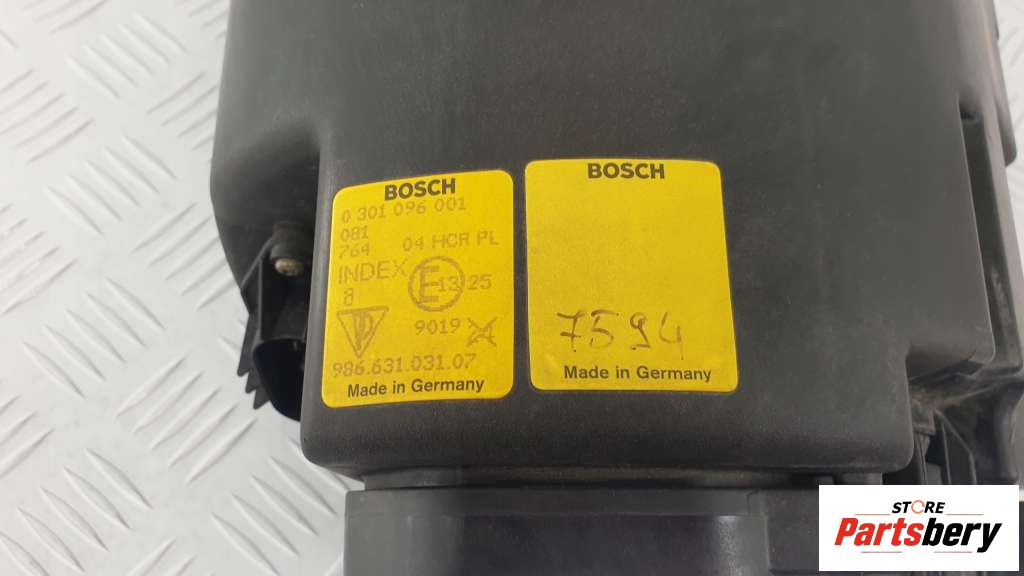 BOSCH
0 301 096 001
081
764 04 HCR PL
INDEX
8
E 13 25
9019
986.631.031.07
Made in Germany
BOSCH
7594
Made in Germany
STORE
Partsbery